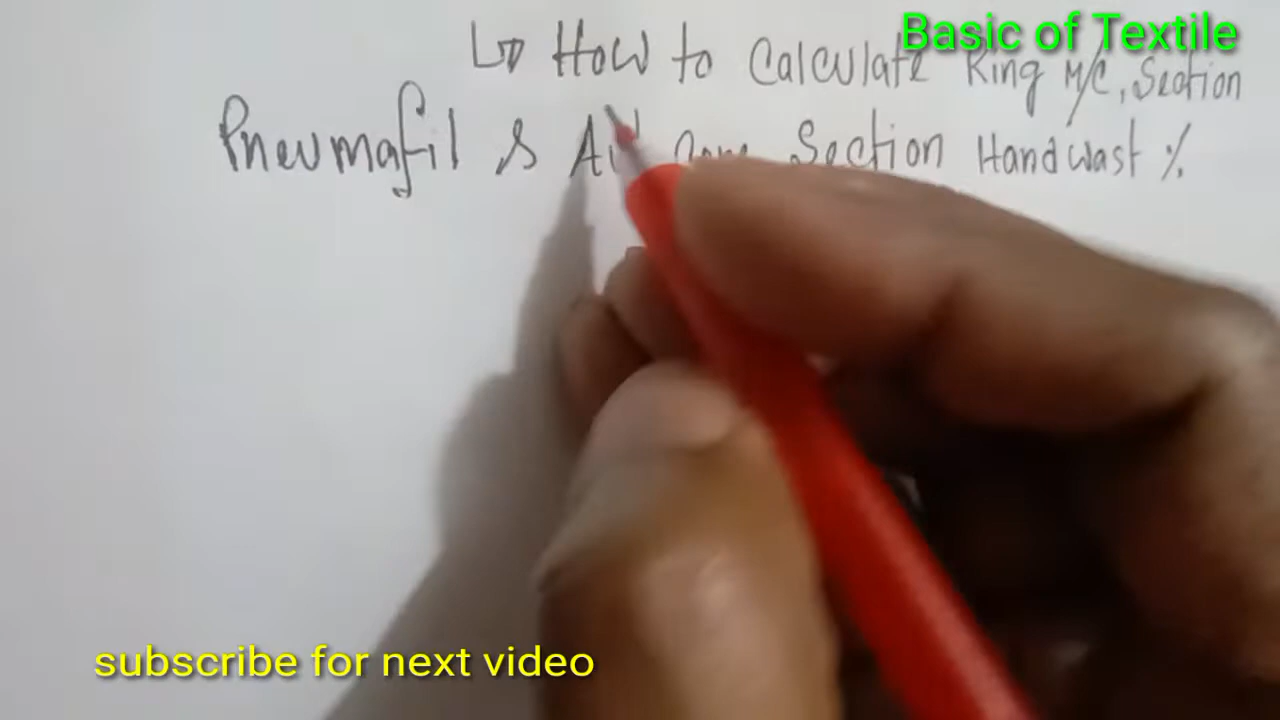 Basic of Textile
↳ How to Calculate Ring M/C, Section
Pneumafil & Section Handwast %
subscribe for next video